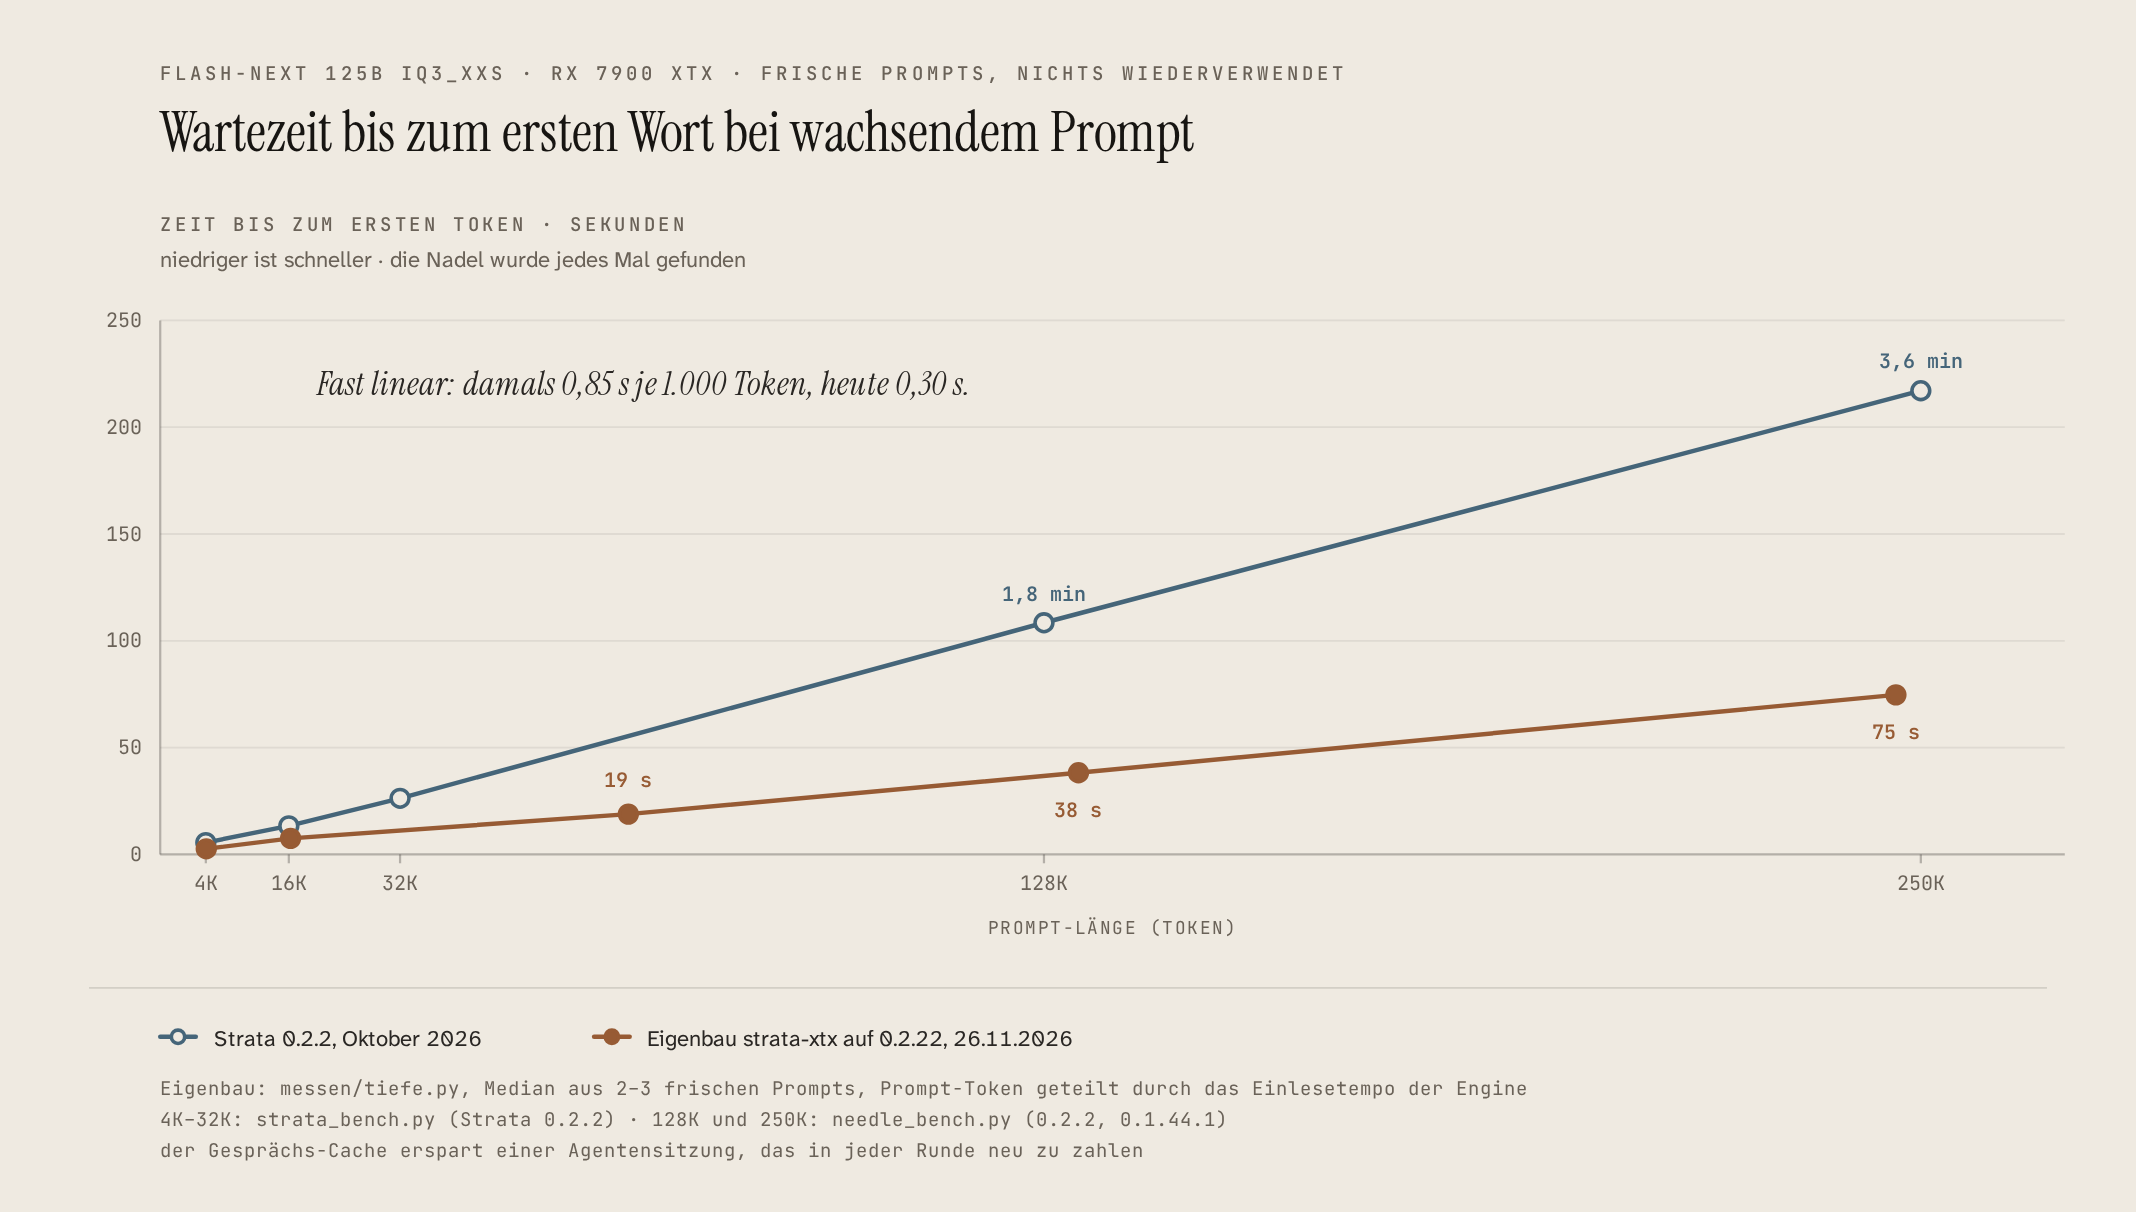 FLASH-NEXT 125B IQ3_XXS · RX 7900 XTX · FRISCHE PROMPTS, NICHTS WIEDERVERWENDET
Wartezeit bis zum ersten Wort bei wachsendem Prompt
ZEIT BIS ZUM ERSTEN TOKEN · SEKUNDEN
niedriger ist schneller · die Nadel wurde jedes Mal gefunden
250
Fast linear: damals 0,85 s je 1.000 Token, heute 0,30 s.
3,6 min
200
150
1,8 min
100
75 s
50
19 s
38 s
0
4K 16K 32K 128K 250K
PROMPT-LÄNGE (TOKEN)
Strata 0.2.2, Oktober 2026 Eigenbau strata-xtx auf 0.2.22, 26.11.2026
Eigenbau: messen/tiefe.py, Median aus 2–3 frischen Prompts, Prompt-Token geteilt durch das Einlesetempo der Engine
4K–32K: strata_bench.py (Strata 0.2.2) · 128K und 250K: needle_bench.py (0.2.2, 0.1.44.1)
der Gesprächs-Cache erspart einer Agentensitzung, das in jeder Runde neu zu zahlen